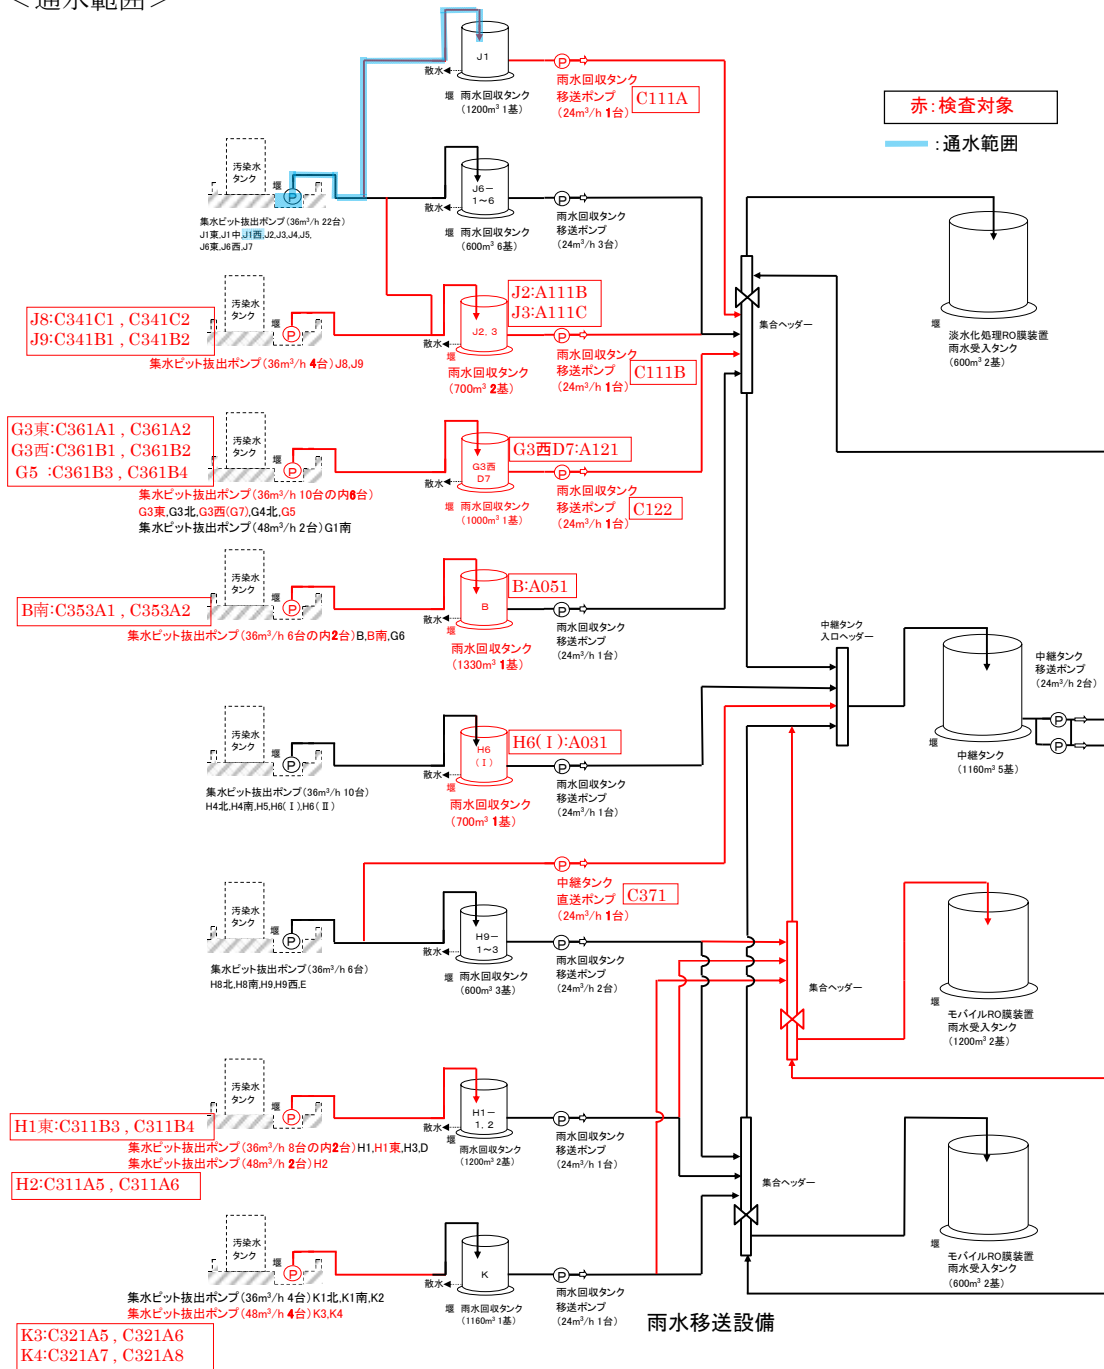 ＜通水範囲＞
赤:検査対象
:通水範囲
J1
散水
堰 雨水回収タンク
(1200m³ 1基)
P
雨水回収タンク
移送ポンプ
(24m³/h 1台)
C111A
汚染水
タンク
堰
P
集水ピット抜出ポンプ(36m³/h 22台)
J1東,J1中,J1西,J2,J3,J4,J5,
J6東,J6西,J7
J6－
1～6
散水
堰 雨水回収タンク
(600m³ 6基)
P
雨水回収タンク
移送ポンプ
(24m³/h 3台)
集合ヘッダー
堰
淡水化処理RO膜装置
雨水受入タンク
(600m³ 2基)
J8:C341C1 , C341C2
J9:C341B1 , C341B2
汚染水
タンク
堰
P
集水ピット抜出ポンプ(36m³/h 4台)J8,J9
J2, 3
散水
堰
雨水回収タンク
(700m³ 2基)
J2:A111B
J3:A111C
P
雨水回収タンク
移送ポンプ
(24m³/h 1台)
C111B
G3東:C361A1 , C361A2
G3西:C361B1 , C361B2
G5 :C361B3 , C361B4
汚染水
タンク
堰
P
集水ピット抜出ポンプ(36m³/h 10台の内6台)
G3東,G3北,G3西(G7),G4北,G5
集水ピット抜出ポンプ(48m³/h 2台)G1南
G3西
D7
散水
堰 雨水回収タンク
(1000m³ 1基)
G3西D7:A121
P
雨水回収タンク
移送ポンプ
(24m³/h 1台)
C122
B南:C353A1 , C353A2
汚染水
タンク
堰
P
集水ピット抜出ポンプ(36m³/h 6台の内2台)B,B南,G6
B
散水
堰
雨水回収タンク
(1330m³ 1基)
B:A051
P
雨水回収タンク
移送ポンプ
(24m³/h 1台)
中継タンク
入口ヘッダー
堰
中継タンク
(1160m³ 5基)
中継タンク
移送ポンプ
(24m³/h 2台)
P
P
汚染水
タンク
堰
P
集水ピット抜出ポンプ(36m³/h 10台)
H4北,H4南,H5,H6(Ⅰ),H6(Ⅱ)
H6
(Ⅰ)
散水
堰
雨水回収タンク
(700m³ 1基)
H6(Ⅰ):A031
P
雨水回収タンク
移送ポンプ
(24m³/h 1台)
P
中継タンク
直送ポンプ
(24m³/h 1台)
C371
汚染水
タンク
堰
P
集水ピット抜出ポンプ(36m³/h 6台)
H8北,H8南,H9,H9西,E
H9－
1～3
散水
堰 雨水回収タンク
(600m³ 3基)
P
雨水回収タンク
移送ポンプ
(24m³/h 2台)
集合ヘッダー
堰
モバイルRO膜装置
雨水受入タンク
(1200m³ 2基)
H1東:C311B3 , C311B4
汚染水
タンク
堰
P
集水ピット抜出ポンプ(36m³/h 8台の内2台)H1,H1東,H3,D
集水ピット抜出ポンプ(48m³/h 2台)H2
H2:C311A5 , C311A6
H1－
1, 2
散水
堰
雨水回収タンク
(1200m³ 2基)
P
雨水回収タンク
移送ポンプ
(24m³/h 1台)
集合ヘッダー
堰
モバイルRO膜装置
雨水受入タンク
(600m³ 2基)
汚染水
タンク
堰
P
集水ピット抜出ポンプ(36m³/h 4台)K1北,K1南,K2
集水ピット抜出ポンプ(48m³/h 4台)K3,K4
K3:C321A5 , C321A6
K4:C321A7 , C321A8
K
散水
堰 雨水回収タンク
(1160m³ 1基)
P
雨水回収タンク
移送ポンプ
(24m³/h 1台)
雨水移送設備